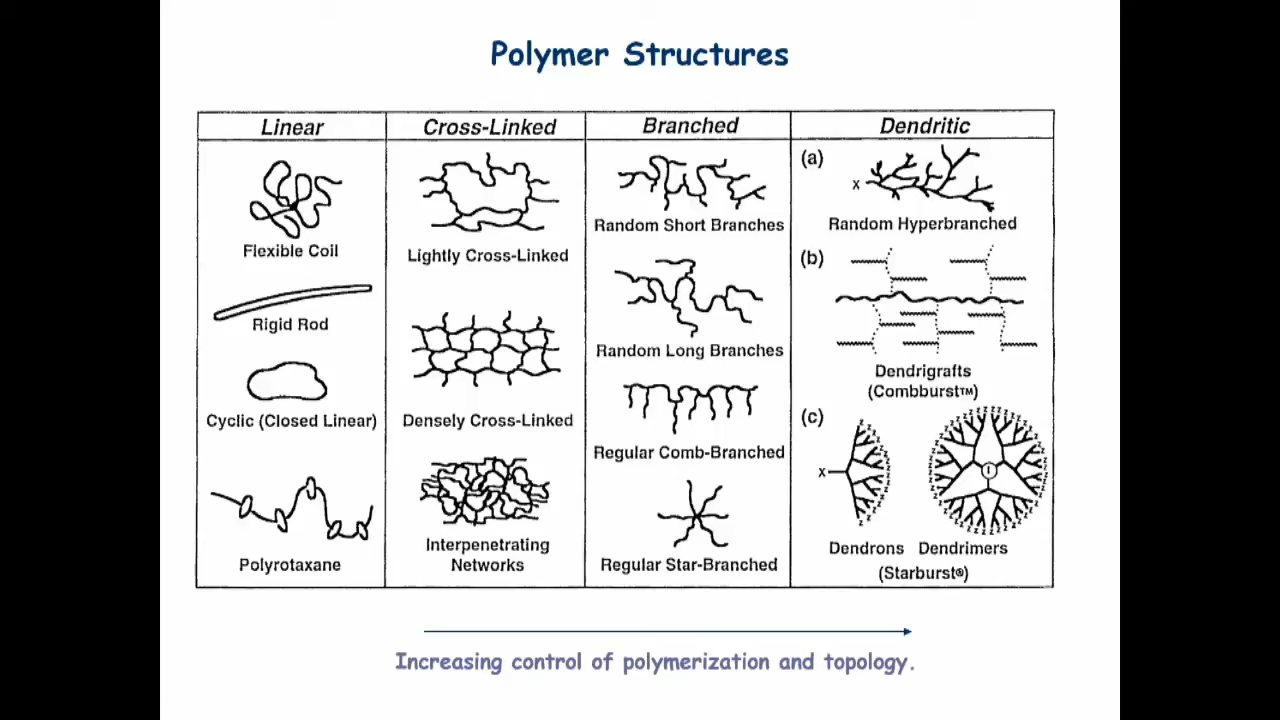 Polymer Structures
Linear
Flexible Coil
Rigid Rod
Cyclic (Closed Linear)
Polyrotaxane
Cross-Linked
Lightly Cross-Linked
Densely Cross-Linked
Interpenetrating
Networks
Branched
Random Short Branches
Random Long Branches
Regular Comb-Branched
Regular Star-Branched
Dendritic
(a)
X
Random Hyperbranched
(b)
Dendrigrafts
(Combburst™)
(c)
X
I
Dendrons Dendrimers
(Starburst®)
Increasing control of polymerization and topology.